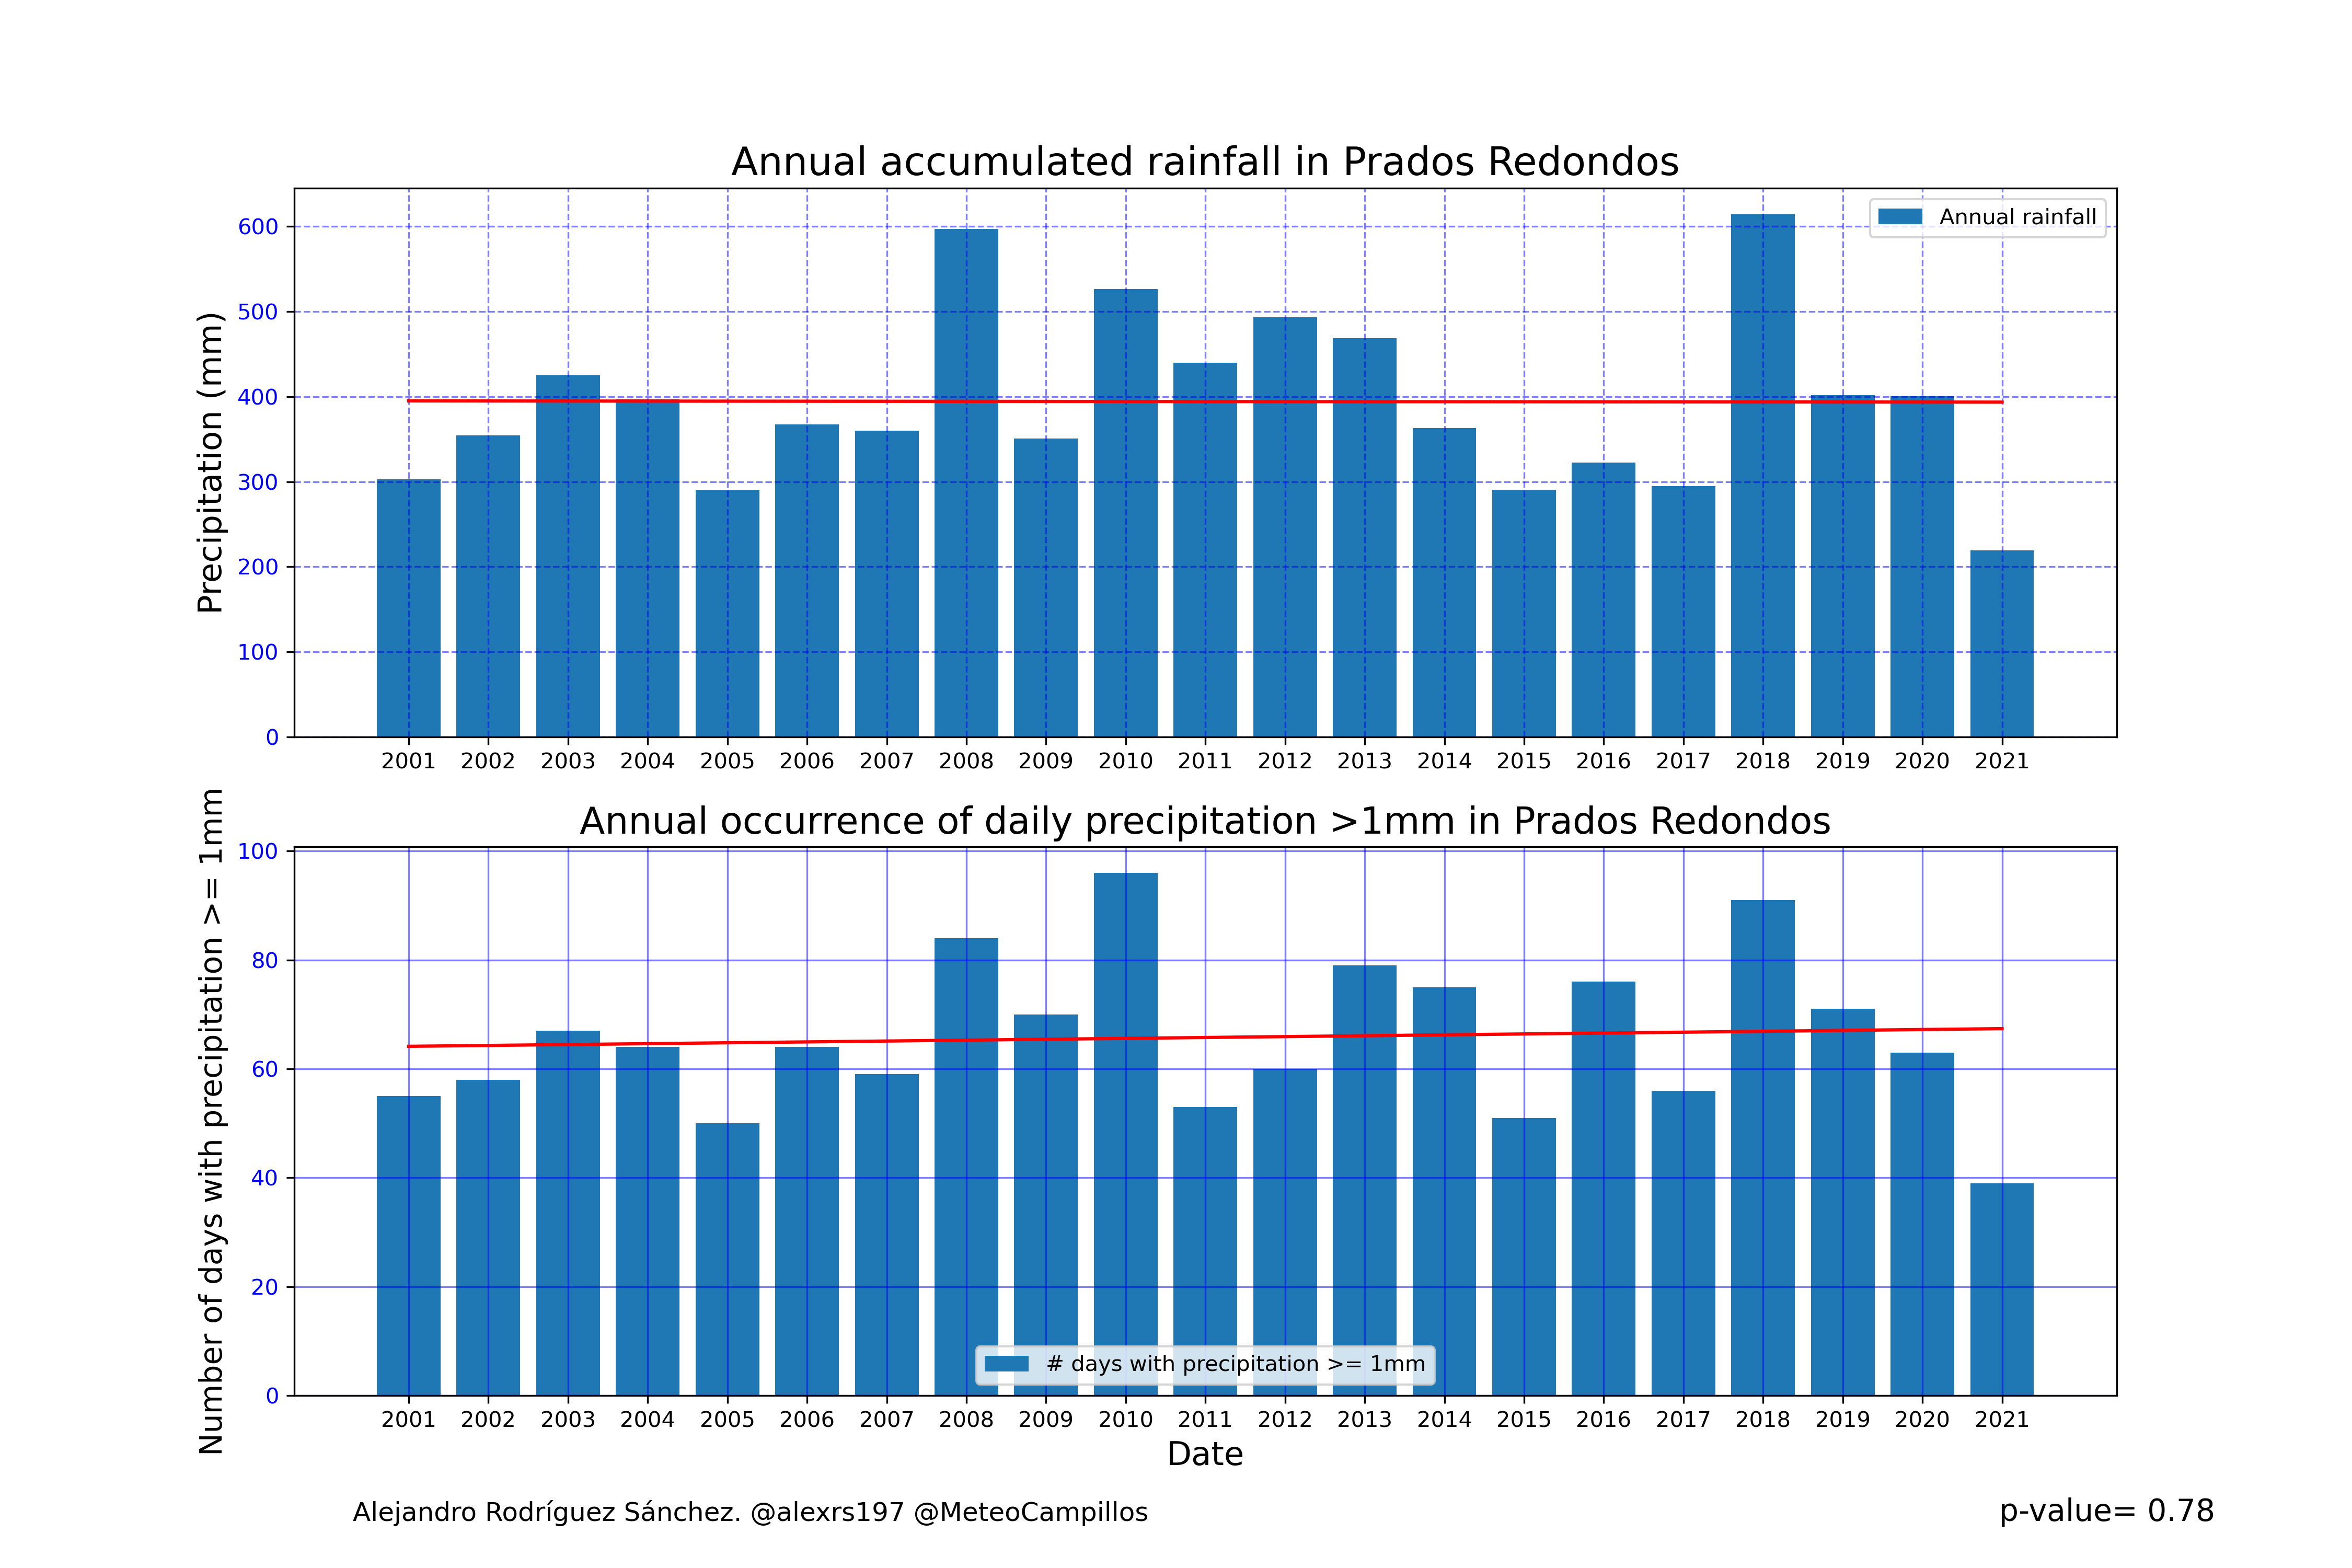 Annual accumulated rainfall in Prados Redondos
Precipitation (mm)
600
500
400
300
200
100
0
Annual rainfall
2001 2002 2003 2004 2005 2006 2007 2008 2009 2010 2011 2012 2013 2014 2015 2016 2017 2018 2019 2020 2021
Annual occurrence of daily precipitation >1mm in Prados Redondos
Number of days with precipitation >= 1mm
100
80
60
40
20
0
# days with precipitation >= 1mm
2001 2002 2003 2004 2005 2006 2007 2008 2009 2010 2011 2012 2013 2014 2015 2016 2017 2018 2019 2020 2021
Date
Alejandro Rodríguez Sánchez. @alexrs197 @MeteoCampillos
p-value= 0.78